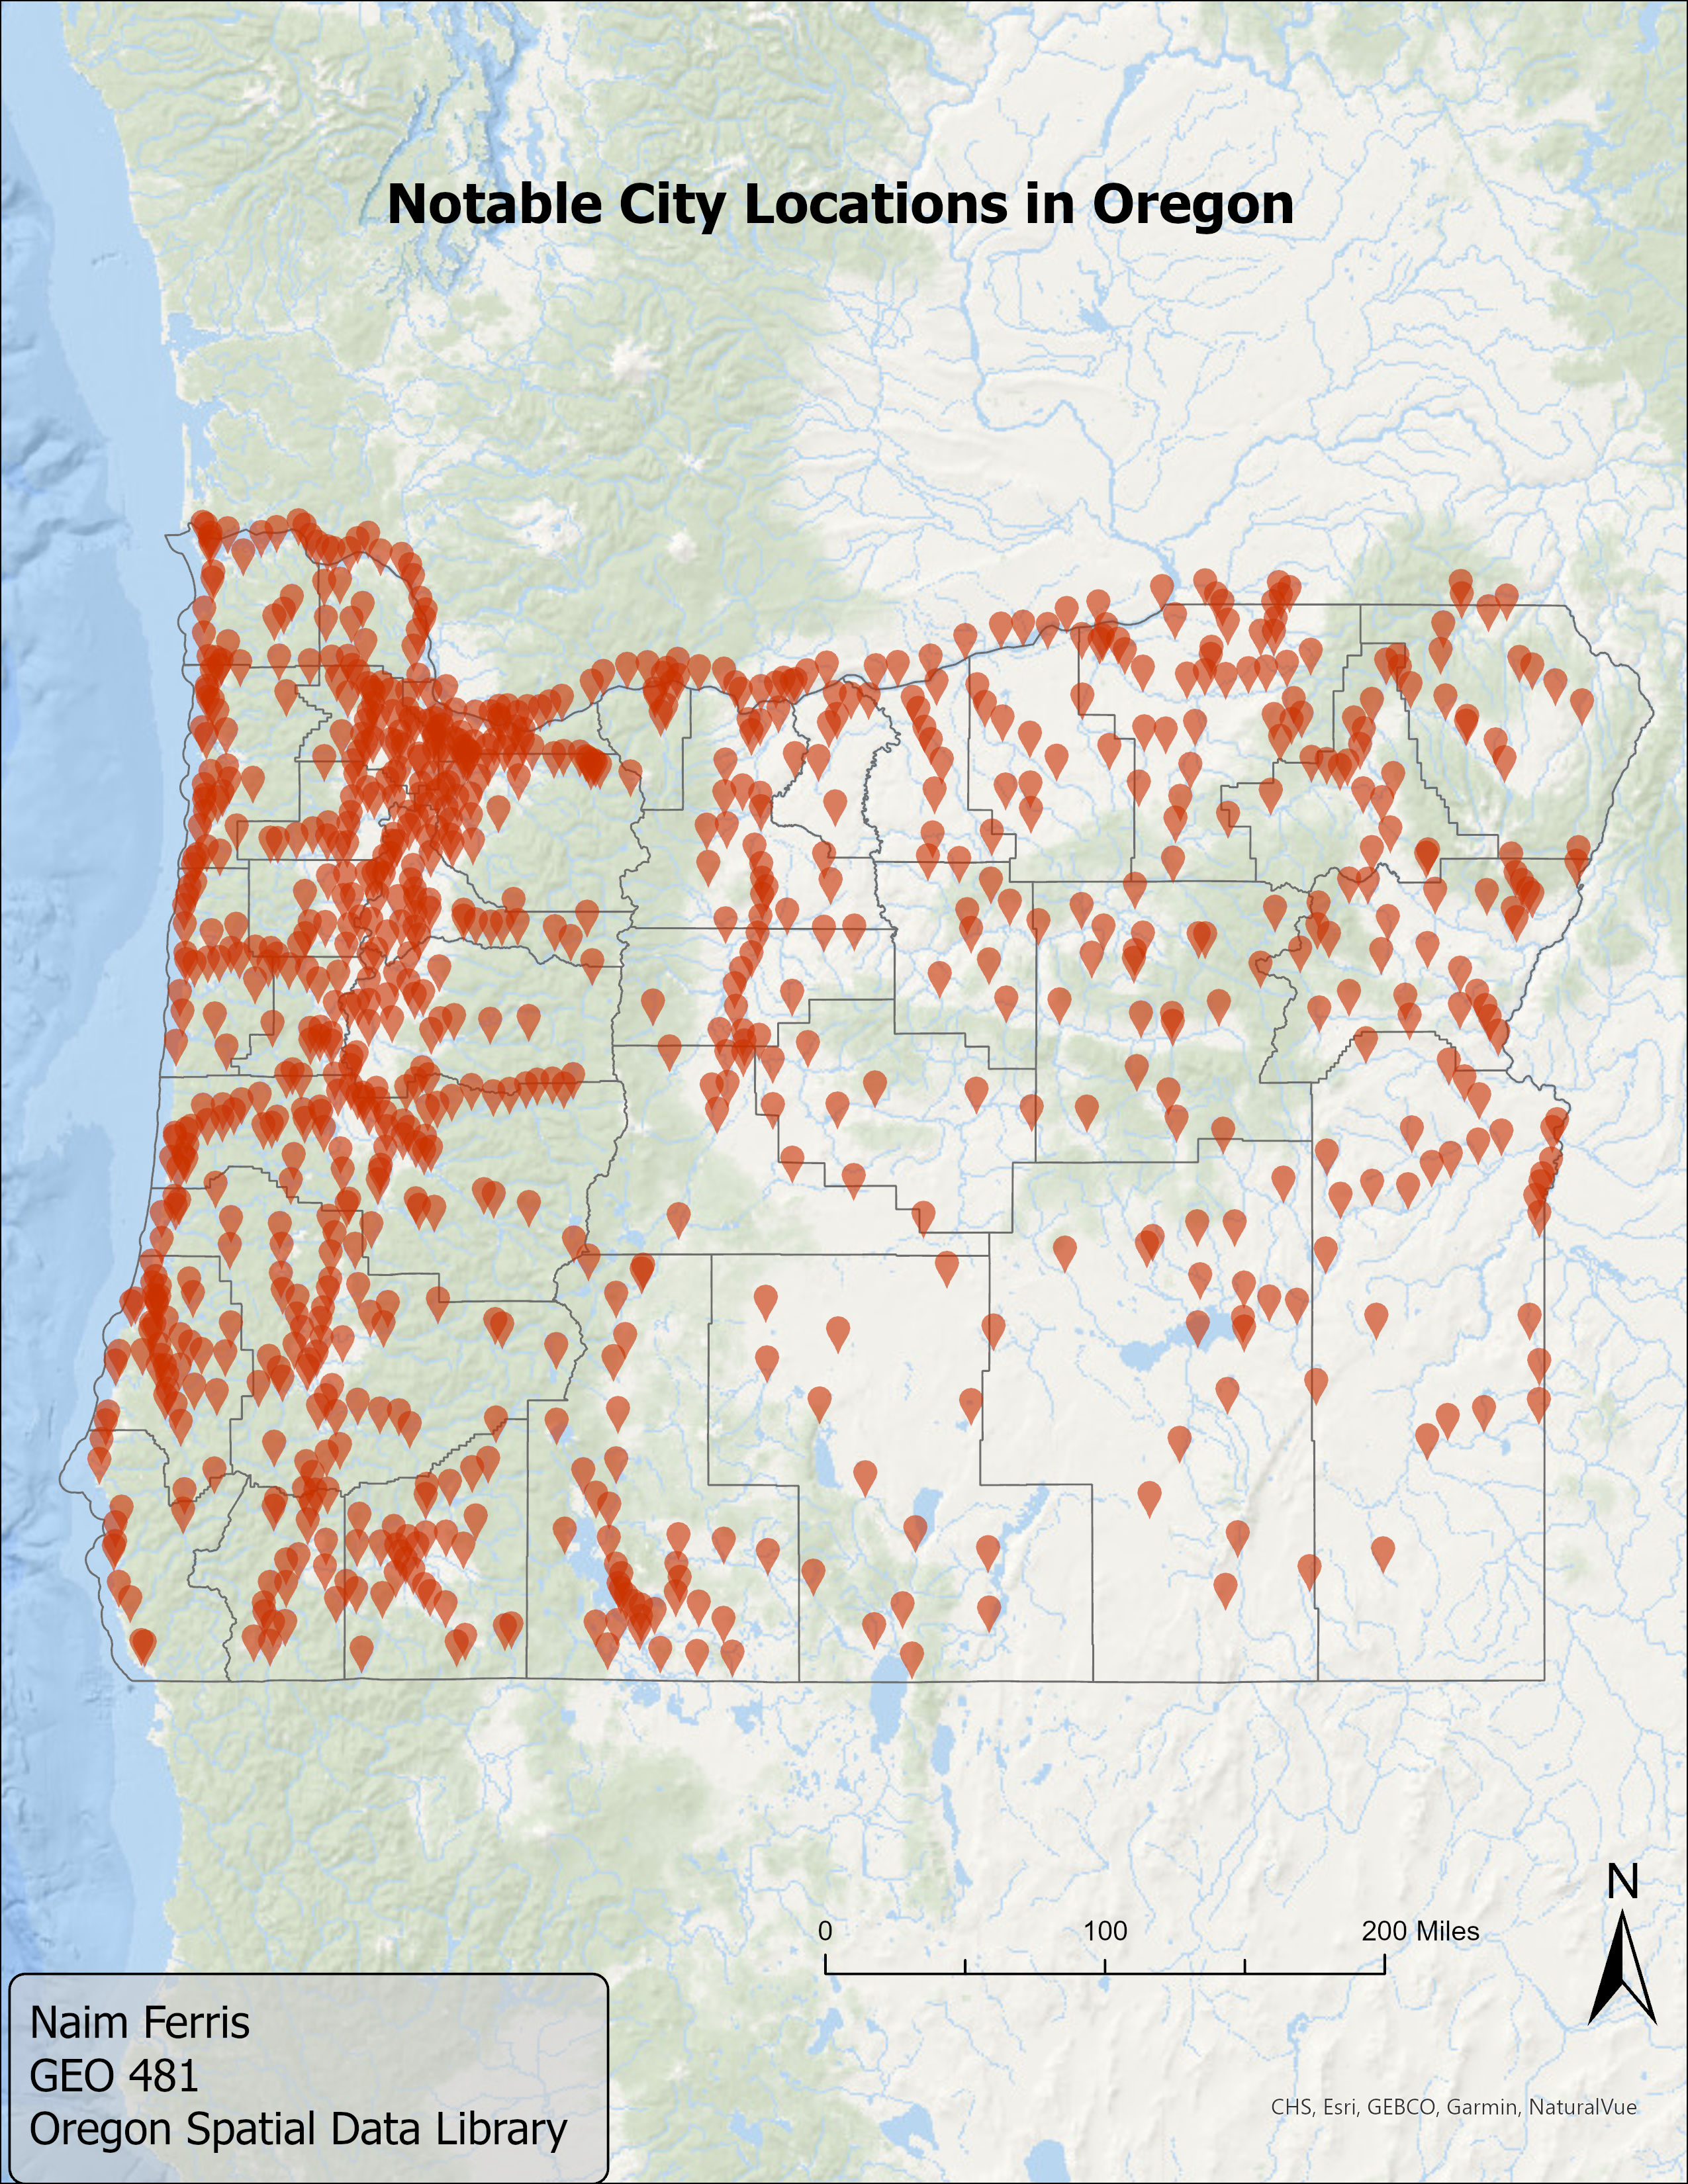 Notable City Locations in Oregon
N
0 100 200 Miles
Naim Ferris
GEO 481
Oregon Spatial Data Library
CHS, Esri, GEBCO, Garmin, NaturalVue